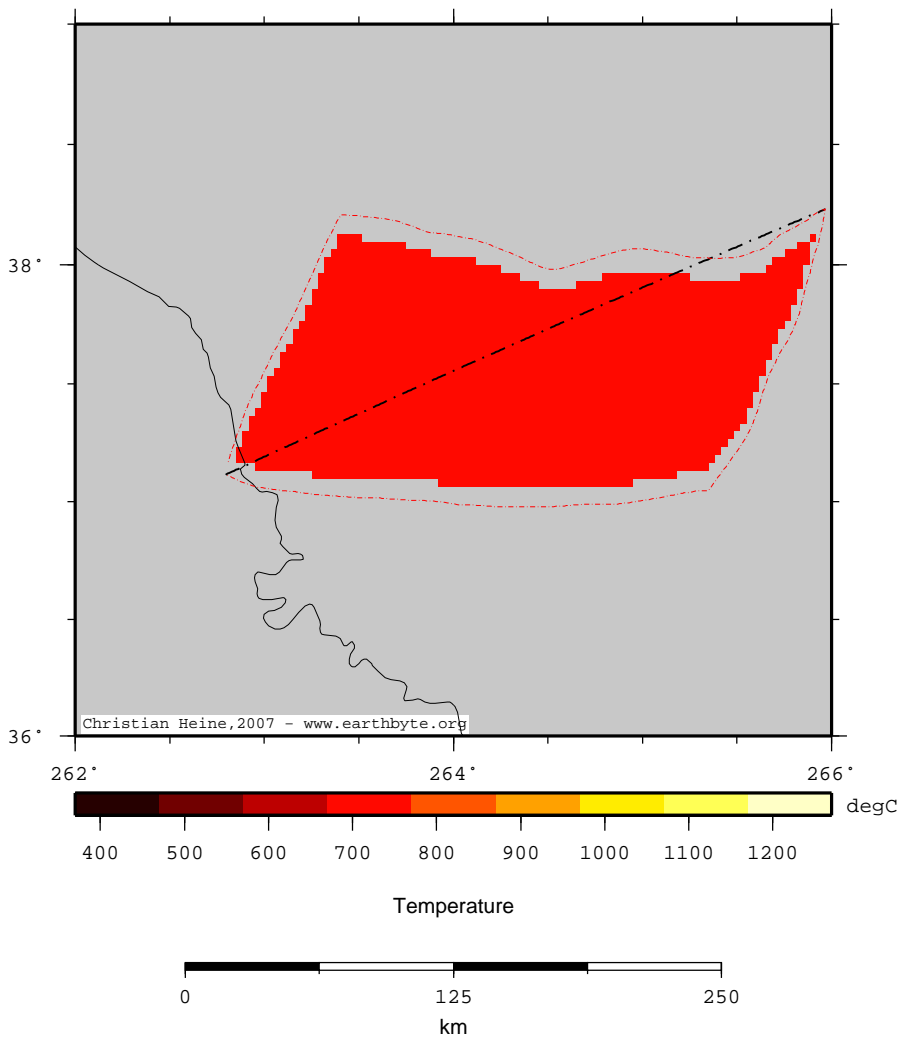 38°
36°
Christian Heine,2007 - www.earthbyte.org
262° 264° 266°
degC
400 500 600 700 800 900 1000 1100 1200
Temperature
0 125 250
km